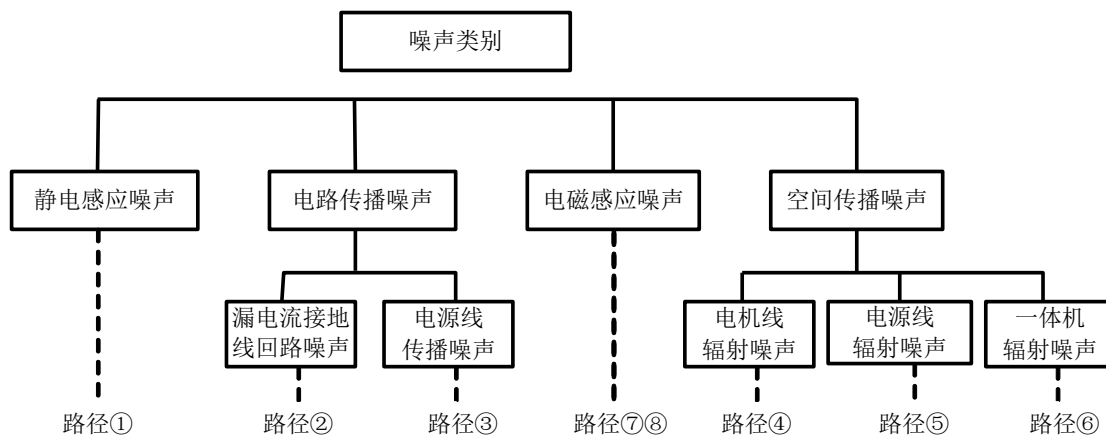 噪声类别
静电感应噪声
电路传播噪声
电磁感应噪声
空间传播噪声
漏电流接地
线回路噪声
电源线
传播噪声
电机线
辐射噪声
电源线
辐射噪声
一体机
辐射噪声
路径①
路径②
路径③
路径⑦⑧
路径④
路径⑤
路径⑥